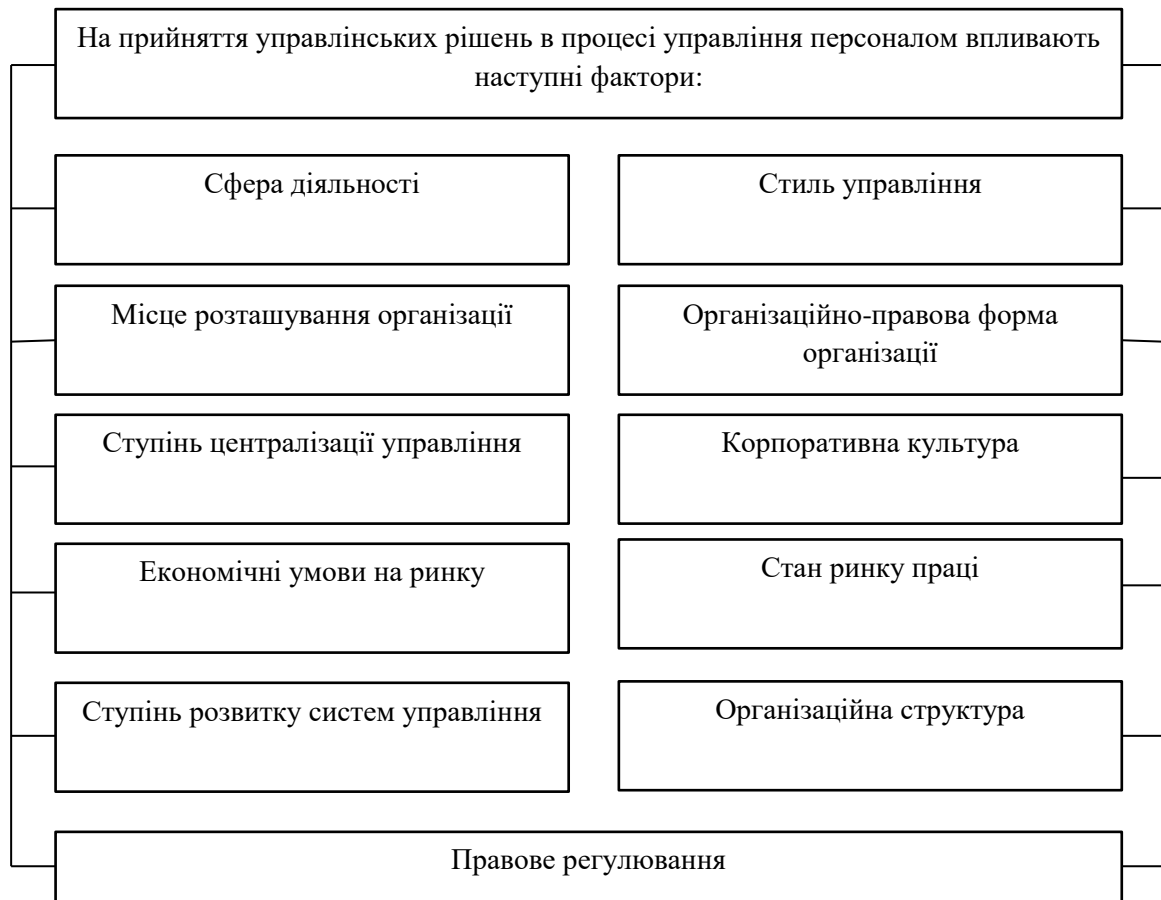 На прийняття управлінських рішень в процесі управління персоналом впливають
наступні фактори:
Сфера діяльності
Стиль управління
Місце розташування організації
Організаційно-правова форма
організації
Ступінь централізації управління
Корпоративна культура
Економічні умови на ринку
Стан ринку праці
Ступінь розвитку систем управління
Організаційна структура
Правове регулювання